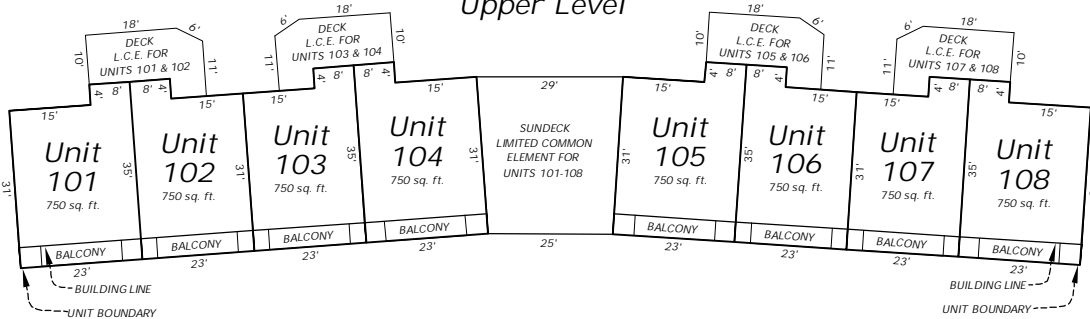 Upper Level
18'
6'
10'
DECK
L.C.E. FOR
UNITS 101 & 102
11'
18'
6'
11'
DECK
L.C.E. FOR
UNITS 103 & 104
10'
18'
6'
10'
DECK
L.C.E. FOR
UNITS 105 & 106
11'
18'
6'
11'
DECK
L.C.E. FOR
UNITS 107 & 108
10'
15'
4'
8'
8'
4'
15'
15'
4'
8'
8'
4'
15'
29'
15'
4'
8'
8'
4'
15'
15'
4'
8'
8'
4'
15'
31'
Unit
101
750 sq. ft.
35'
Unit
102
750 sq. ft.
31'
Unit
103
750 sq. ft.
35'
Unit
104
750 sq. ft.
31'
SUNDECK
LIMITED COMMON
ELEMENT FOR
UNITS 101-108
31'
Unit
105
750 sq. ft.
35'
Unit
106
750 sq. ft.
31'
Unit
107
750 sq. ft.
35'
Unit
108
750 sq. ft.
BALCONY
BALCONY
BALCONY
BALCONY
BALCONY
BALCONY
BALCONY
BALCONY
23'
23'
23'
23'
25'
23'
23'
23'
23'
BUILDING LINE
UNIT BOUNDARY
BUILDING LINE
UNIT BOUNDARY